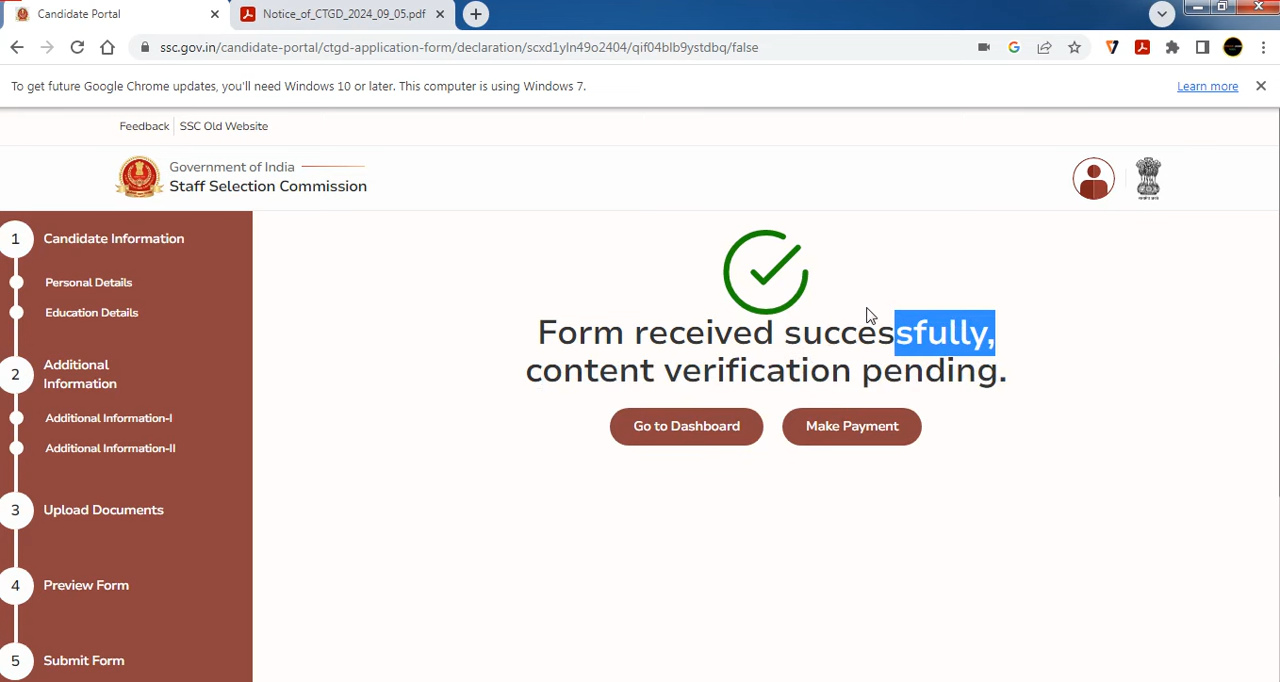 Candidate Portal
Notice_of_CTGD_2024_09_05.pdf
ssc.gov.in/candidate-portal/ctgd-application-form/declaration/scxd1yln49o2404/qif04blb9ystdbq/false
To get future Google Chrome updates, you'll need Windows 10 or later. This computer is using Windows 7.
Learn more
Feedback
SSC Old Website
Government of India
Staff Selection Commission
1 Candidate Information
Personal Details
Education Details
2 Additional
Information
Additional Information-I
Additional Information-II
3 Upload Documents
4 Preview Form
5 Submit Form
Form received successfully,
content verification pending.
Go to Dashboard
Make Payment